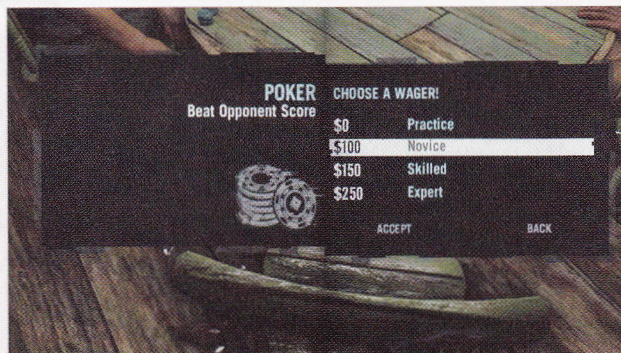 POKER
Beat Opponent Score
CHOOSE A WAGER!
$0 Practice
$100 Novice
$150 Skilled
$250 Expert
ACCEPT BACK